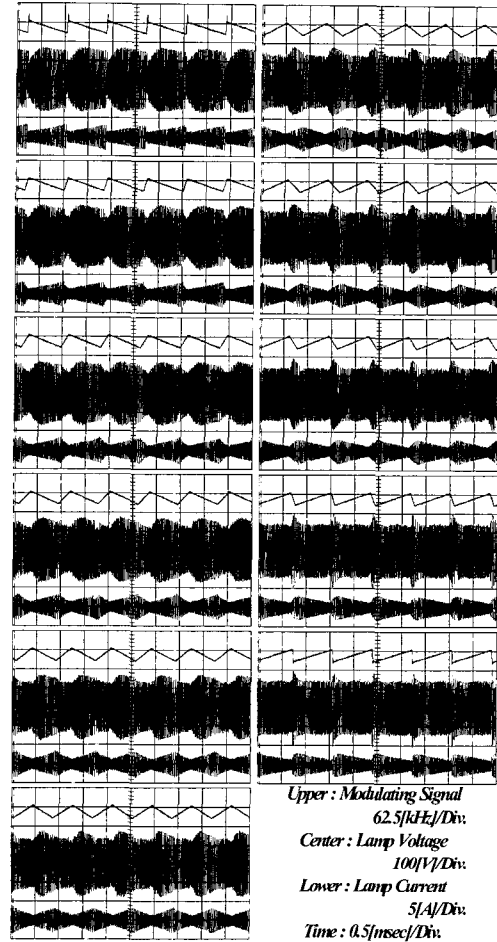 Upper : Modulating Signal
62.5[kHz]/Div.
Center : Lamp Voltage
100[V]/Div.
Lower : Lamp Current
5[A]/Div.
Time : 0.5[msec]/Div.